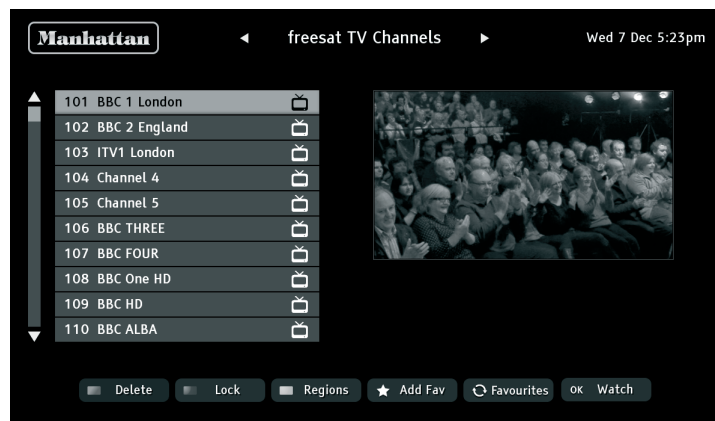 Manhattan
freesat TV Channels
Wed 7 Dec 5:23pm
101 BBC 1 London
102 BBC 2 England
103 ITV1 London
104 Channel 4
105 Channel 5
106 BBC THREE
107 BBC FOUR
108 BBC One HD
109 BBC HD
110 BBC ALBA
Delete
Lock
Regions
Add Fav
Favourites
OK Watch